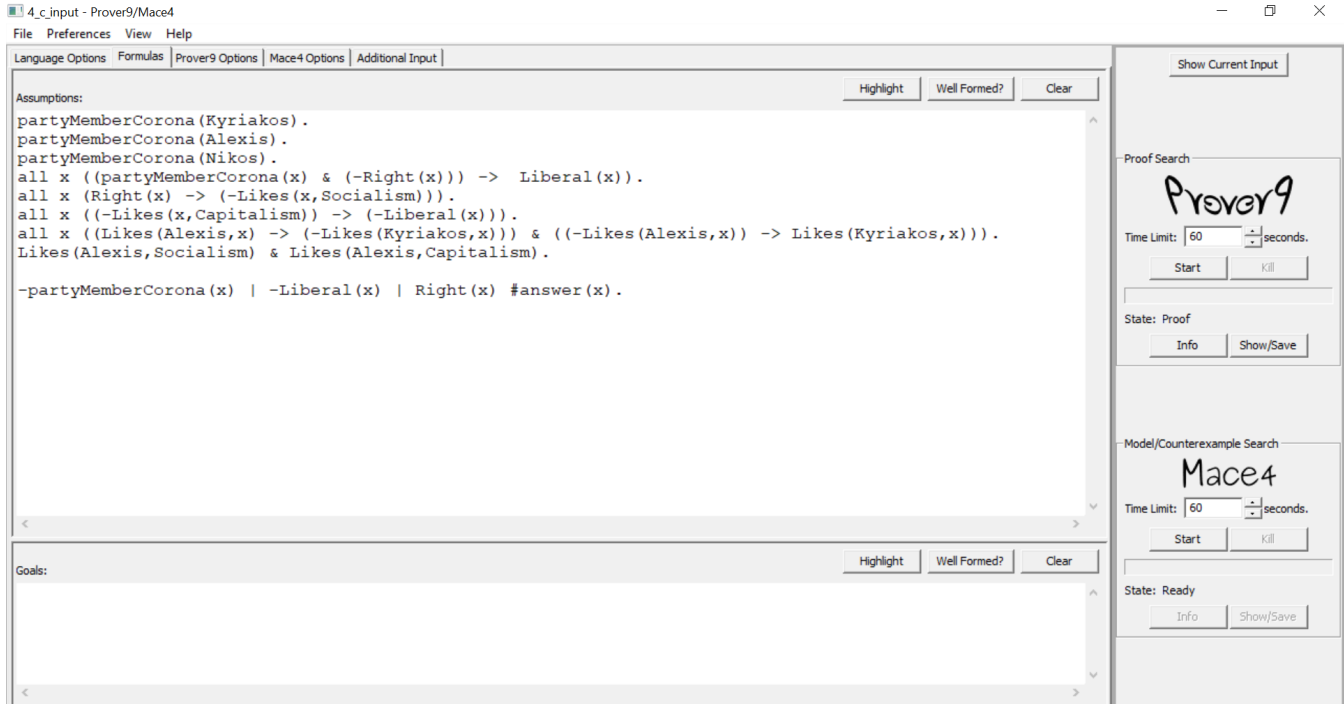 4_c_input - Prover9/Mace4
File Preferences View Help
Language Options Formulas Prover9 Options Mace4 Options Additional Input
Show Current Input
Assumptions:
Highlight Well Formed? Clear
partyMemberCorona(Kyriakos).
partyMemberCorona(Alexis).
partyMemberCorona(Nikos).
all x ((partyMemberCorona(x) & (-Right(x))) ->  Liberal(x)).
all x (Right(x) -> (-Likes(x,Socialism))).
all x ((-Likes(x,Capitalism)) -> (-Liberal(x))).
all x ((Likes(Alexis,x) -> (-Likes(Kyriakos,x))) & ((-Likes(Alexis,x)) -> Likes(Kyriakos,x))).
Likes(Alexis,Socialism) & Likes(Alexis,Capitalism).
-partyMemberCorona(x) | -Liberal(x) | Right(x) #answer(x).
Goals:
Highlight Well Formed? Clear
Proof Search
Prover9
Time Limit: 60 seconds.
Start Kill
State: Proof
Info Show/Save
Model/Counterexample Search
Mace4
Time Limit: 60 seconds.
Start Kill
State: Ready
Info Show/Save